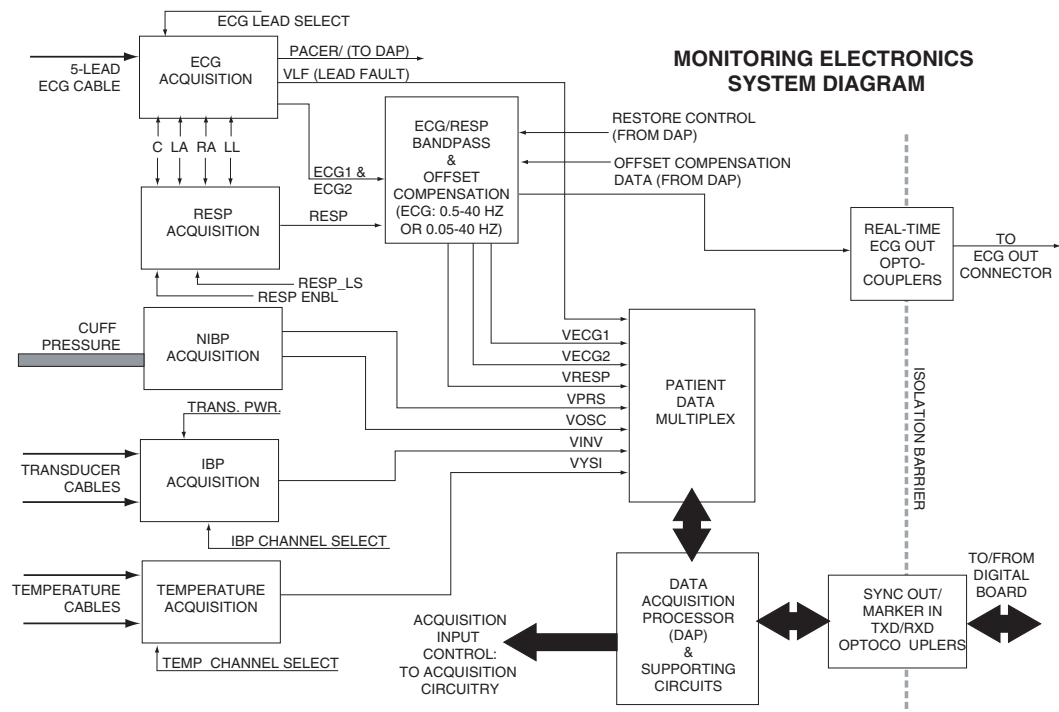 ECG LEAD SELECT
5-LEAD
ECG CABLE
ECG
ACQUISITION
PACER/ (TO DAP)
VLF (LEAD FAULT)
MONITORING ELECTRONICS
SYSTEM DIAGRAM
C LA RA LL
ECG1 &
ECG2
ECG/RESP
BANDPASS
&
OFFSET
COMPENSATION
(ECG: 0.5-40 HZ
OR 0.05-40 HZ)
RESTORE CONTROL
(FROM DAP)
OFFSET COMPENSATION
DATA (FROM DAP)
RESP
ACQUISITION
RESP
RESP_LS
RESP ENBL
REAL-TIME
ECG OUT
OPTO-
COUPLERS
TO
ECG OUT
CONNECTOR
CUFF
PRESSURE
NIBP
ACQUISITION
VECG1
VECG2
VRESP
VPRS
VOSC
VINV
VYSI
PATIENT
DATA
MULTIPLEX
ISOLATION BARRIER
TRANS. PWR.
TRANSDUCER
CABLES
IBP
ACQUISITION
IBP CHANNEL SELECT
TEMPERATURE
CABLES
TEMPERATURE
ACQUISITION
TEMP CHANNEL SELECT
ACQUISITION
INPUT
CONTROL:
TO ACQUISITION
CIRCUITRY
DATA
ACQUISITION
PROCESSOR
(DAP)
&
SUPPORTING
CIRCUITS
SYNC OUT/
MARKER IN
TXD/RXD
OPTOCO UPLERS
TO/FROM
DIGITAL
BOARD